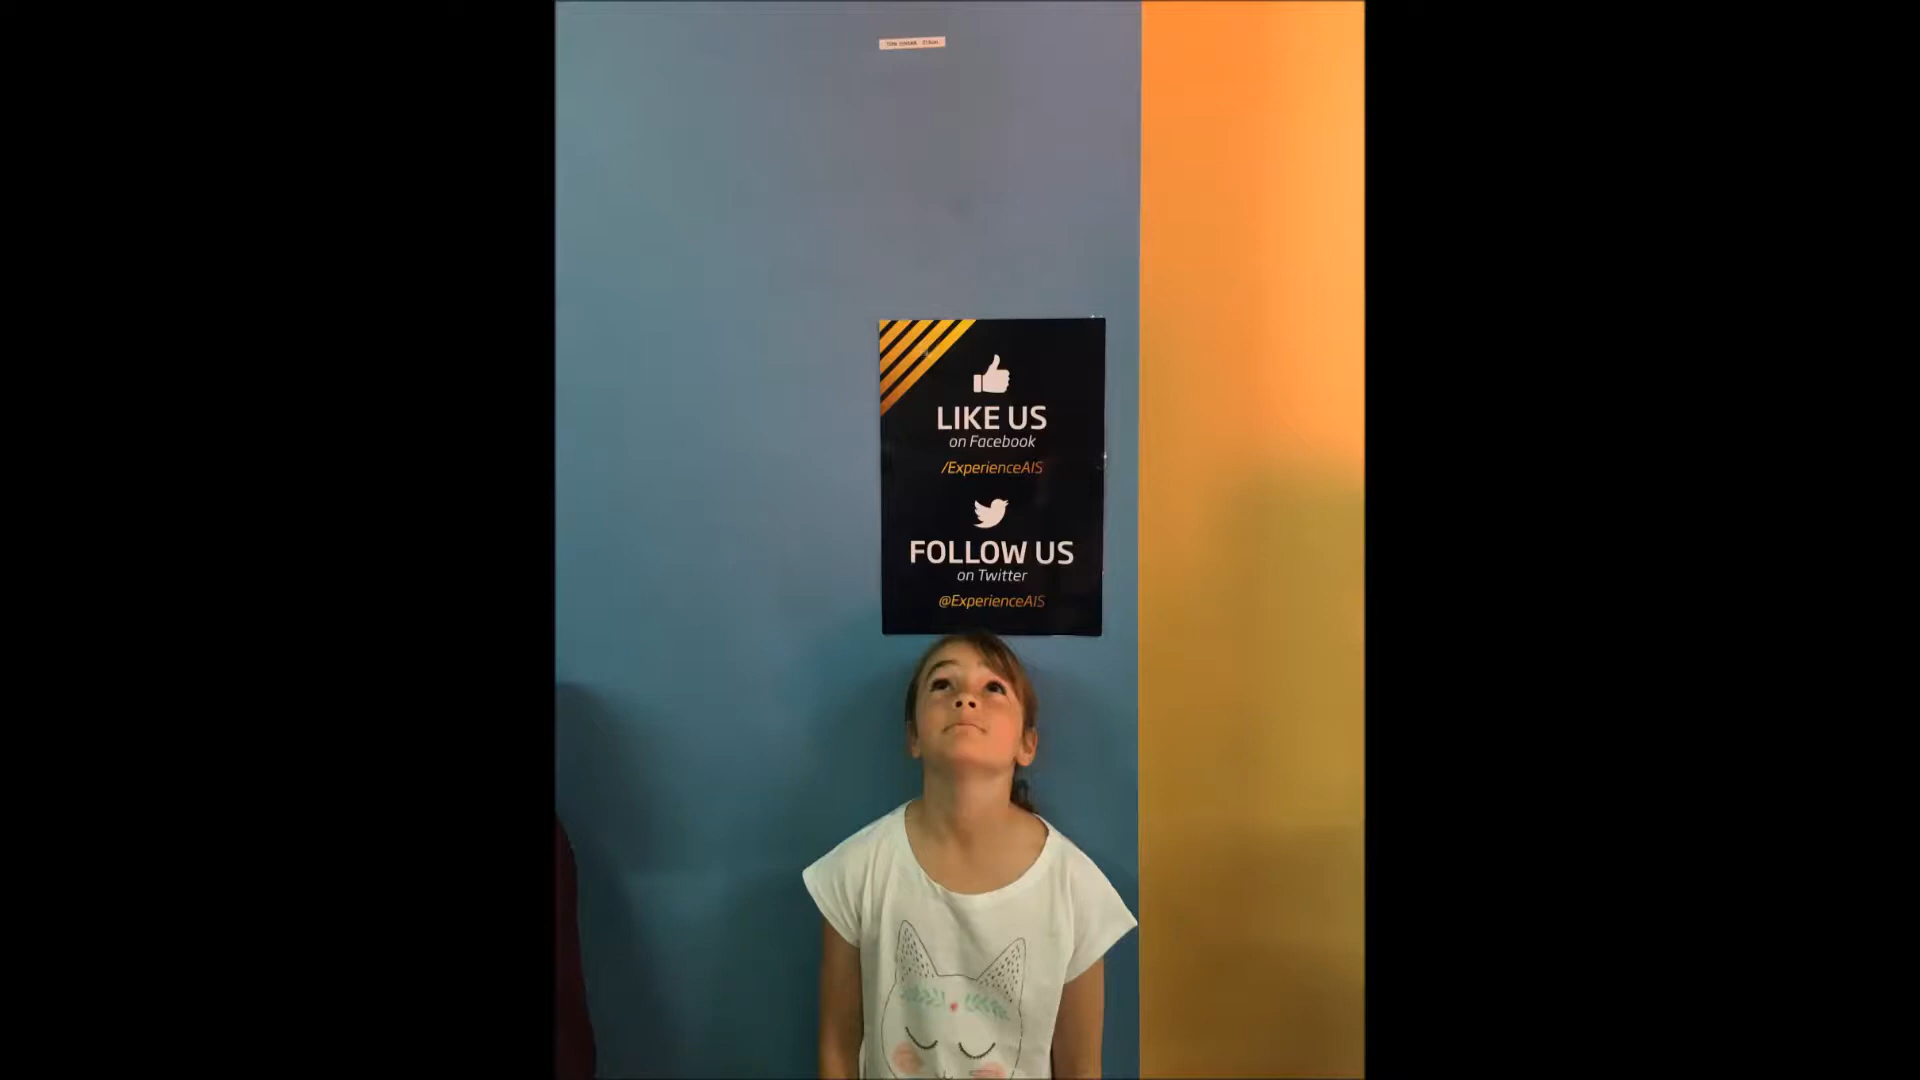 LIKE US
on Facebook
/ExperienceAIS
FOLLOW US
on Twitter
@ExperienceAIS